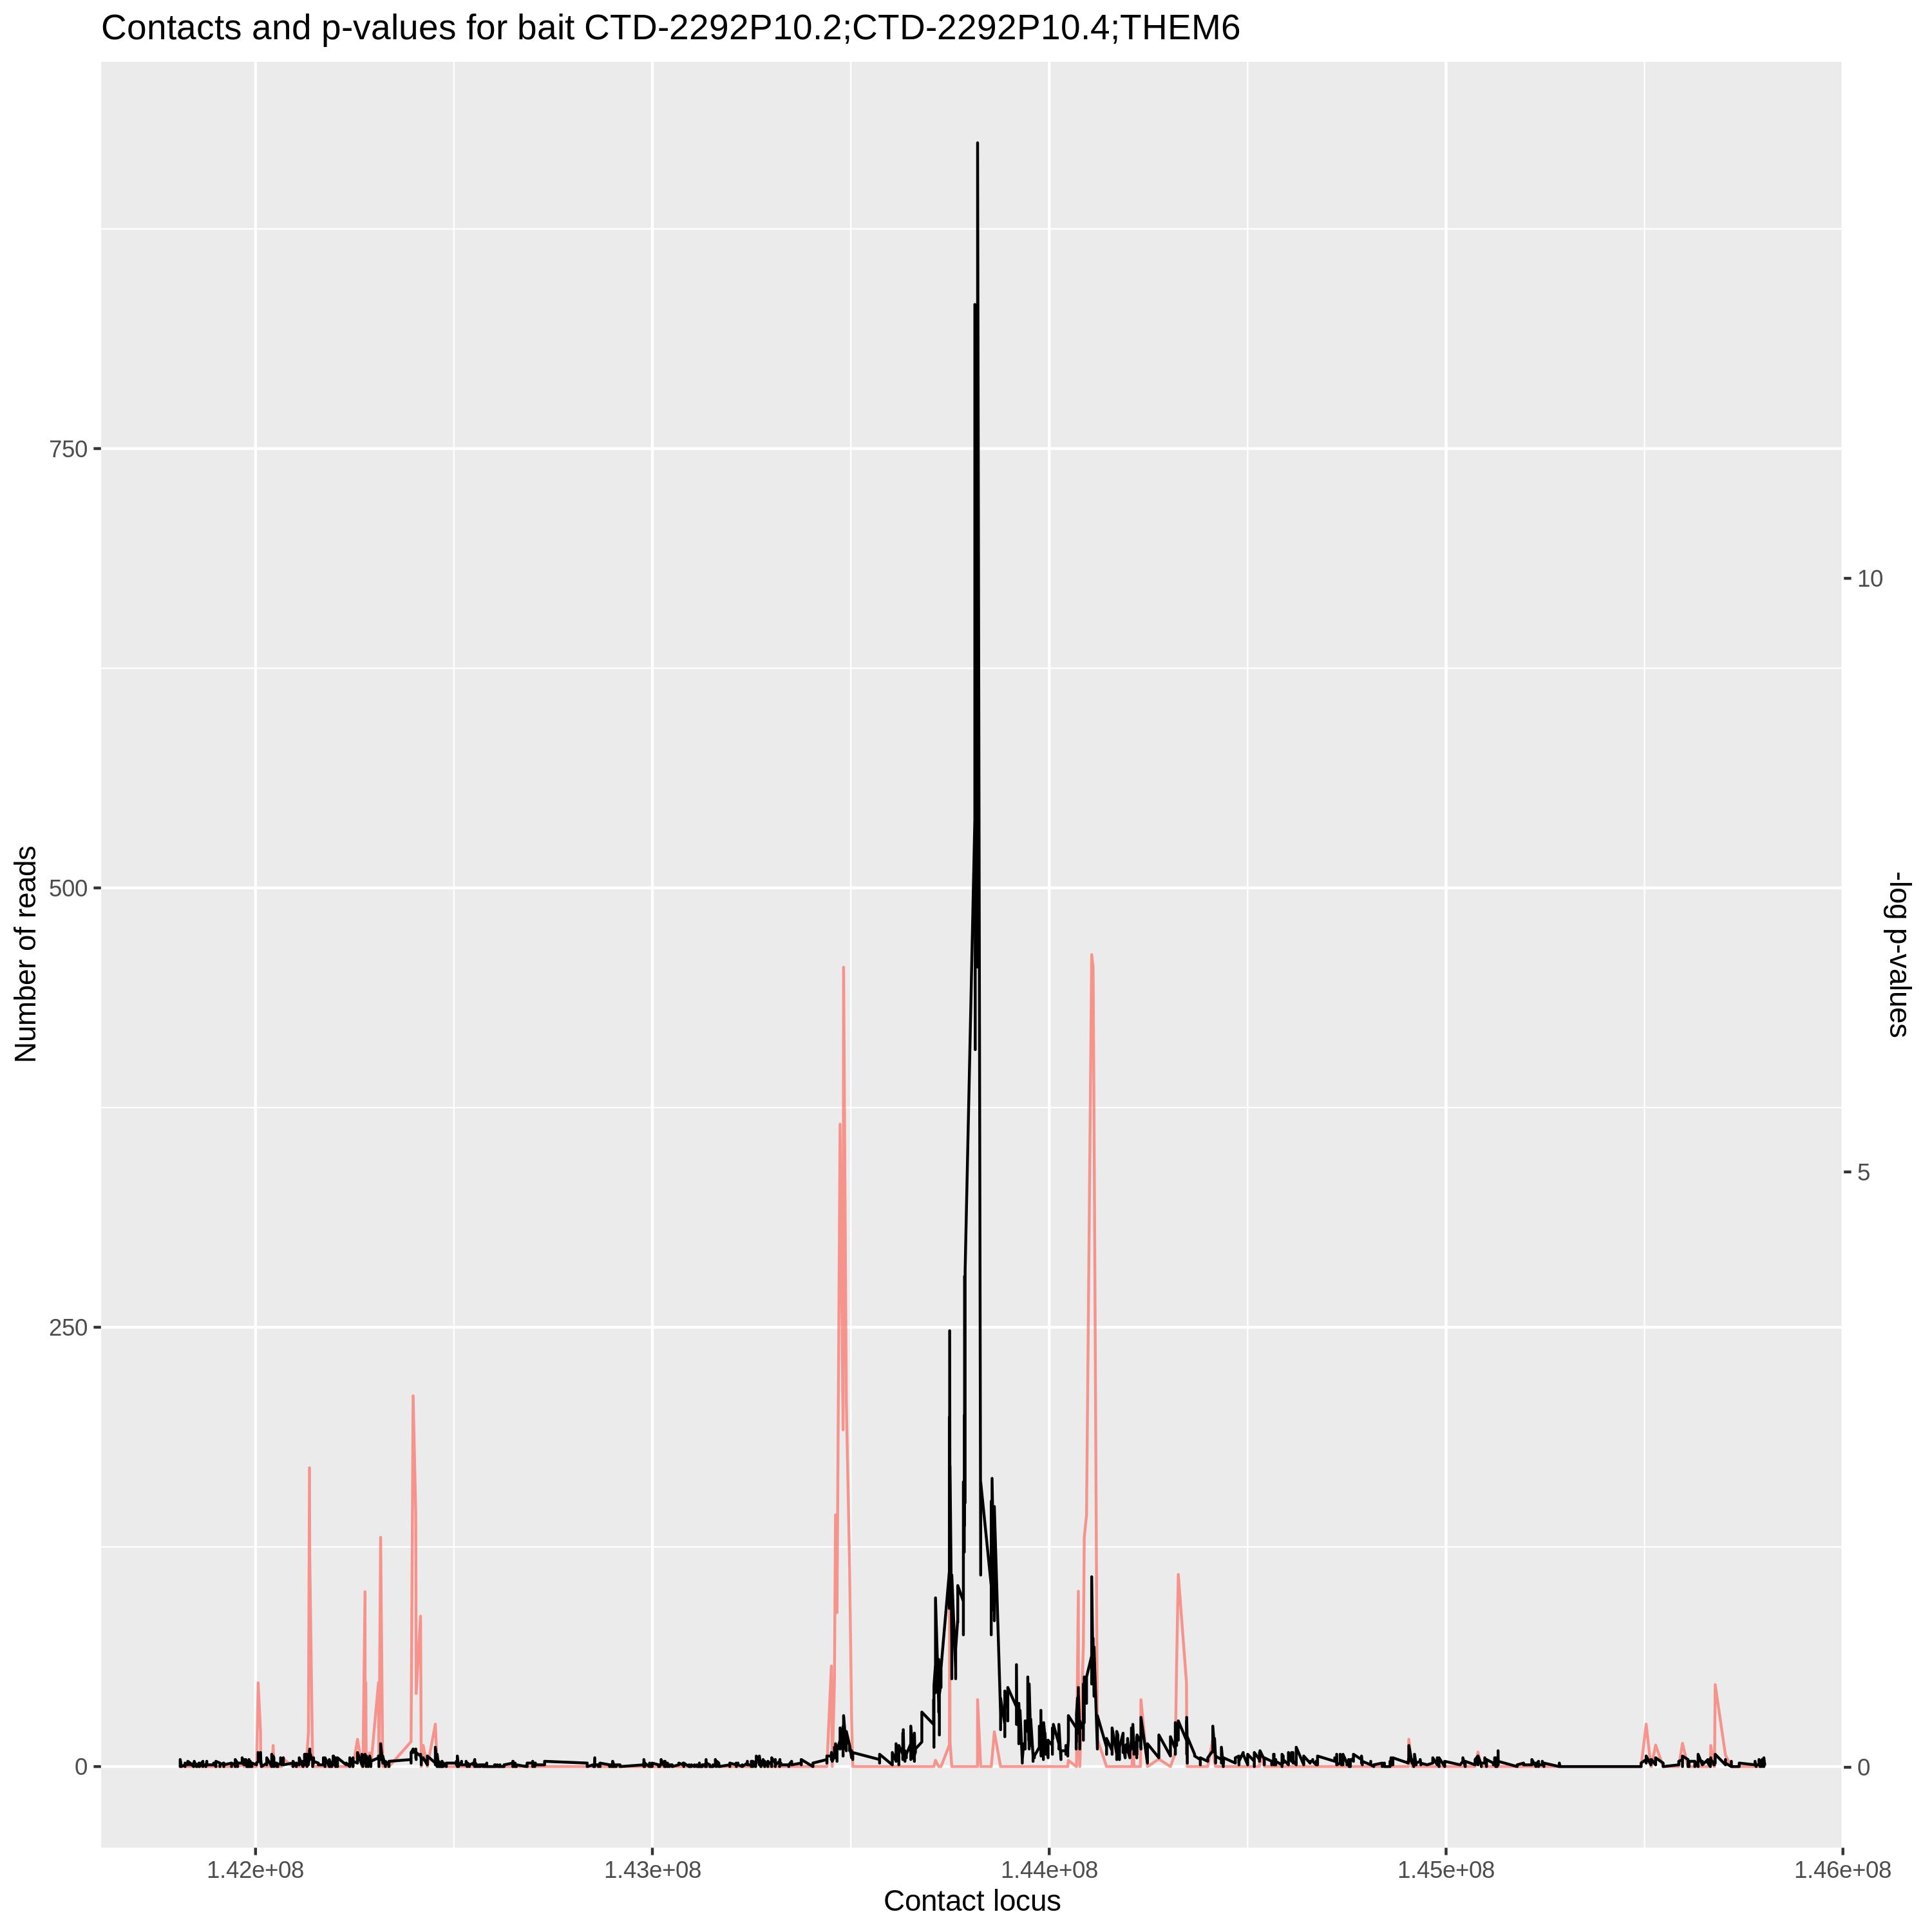 Contacts and p-values for bait CTD-2292P10.2;CTD-2292P10.4;THEM6
Number of reads
750
500
250
0
10
5
0
-log p-values
1.42e+08
1.43e+08
1.44e+08
1.45e+08
1.46e+08
Contact locus